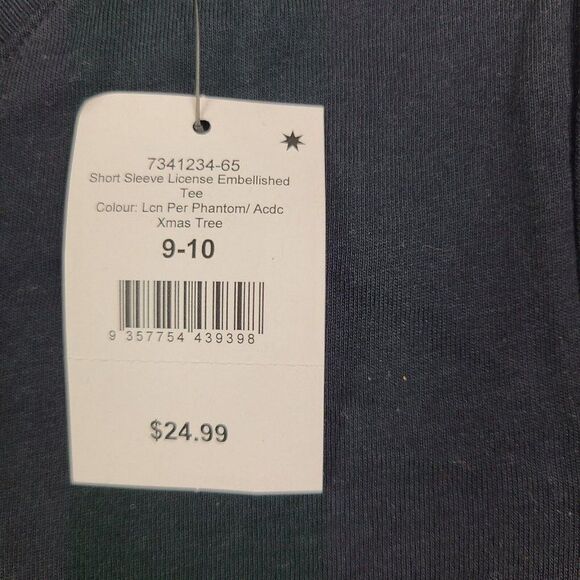 7341234-65
Short Sleeve License Embellished
Tee
Colour: Lcn Per Phantom/ Acdc
Xmas Tree
9-10
9 357754 439398
$24.99